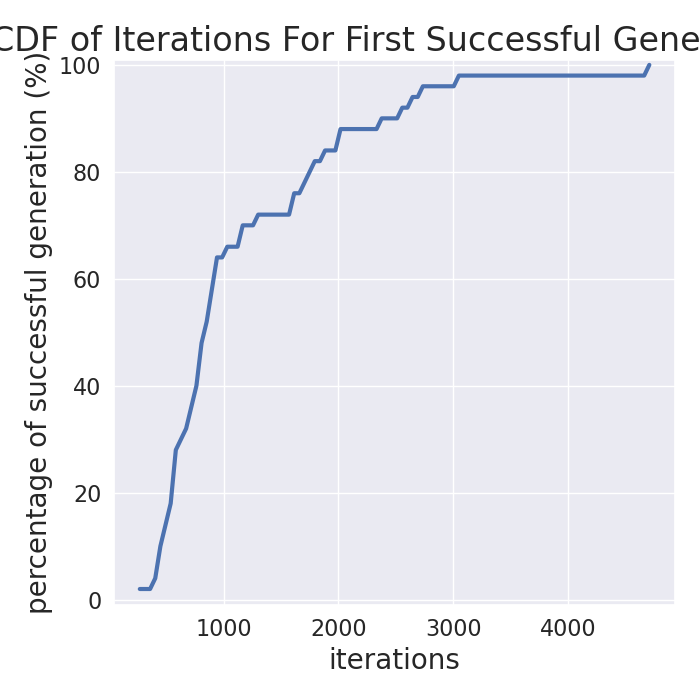 CDF of Iterations For First Successful Gene
percentage of successful generation (%)
100
80
60
40
20
0
1000 2000 3000 4000
iterations